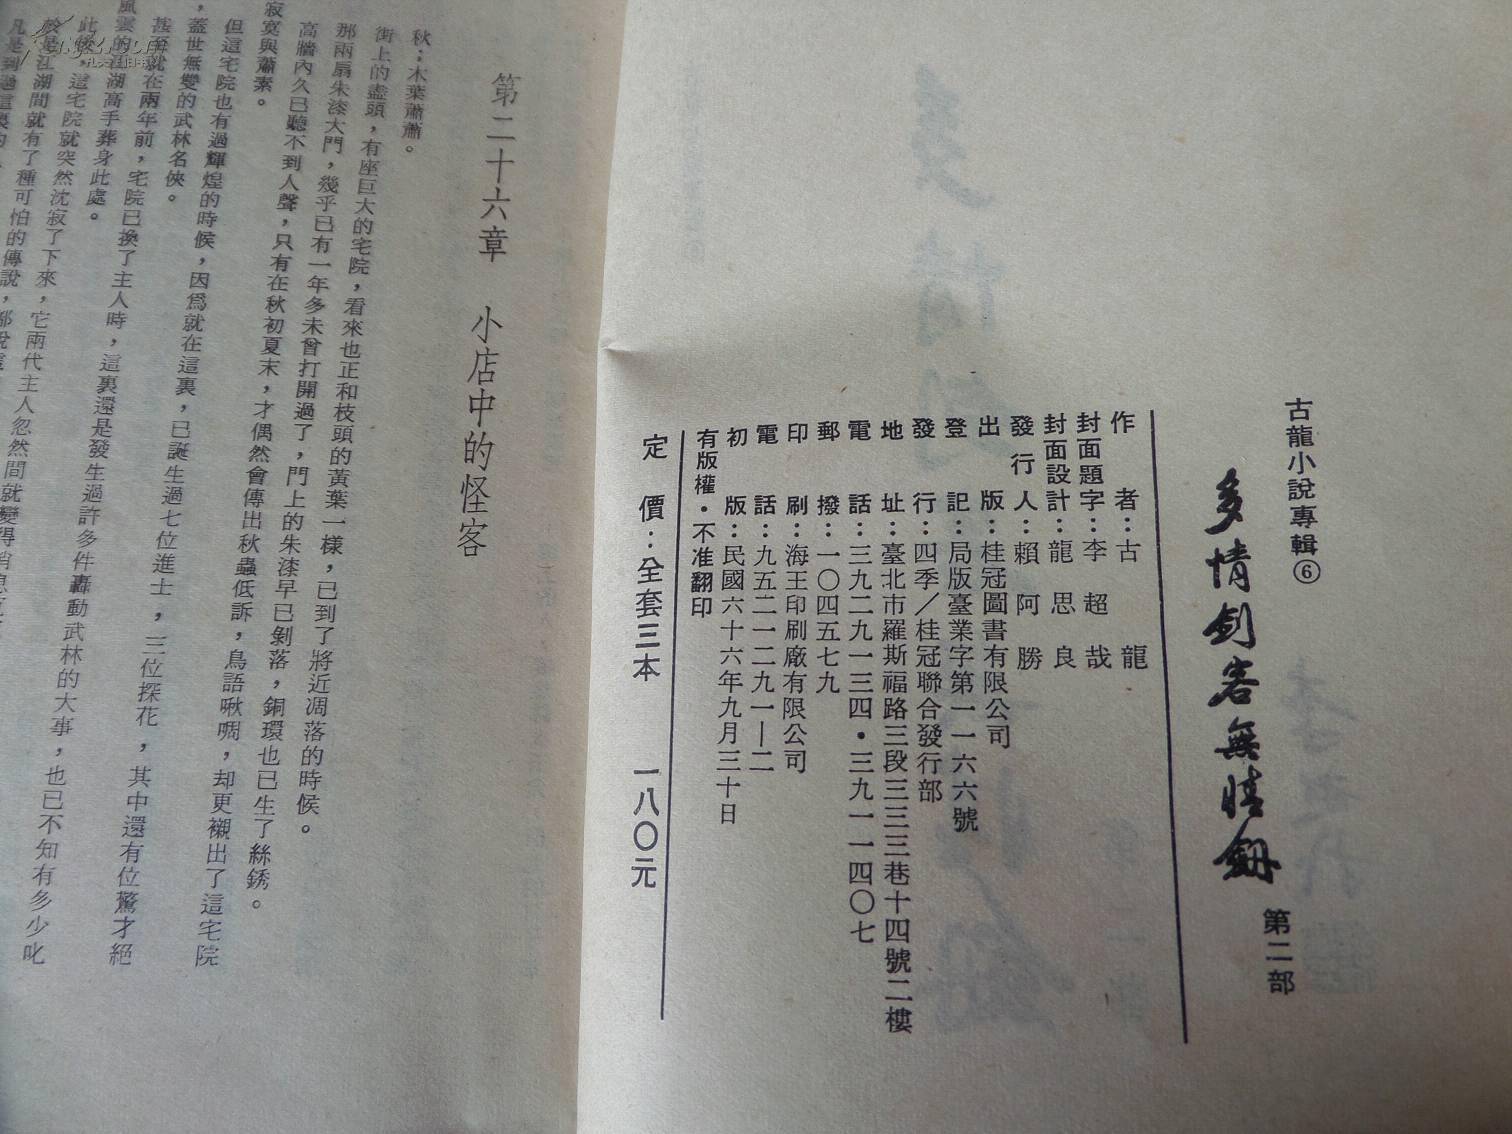 古龍小說專輯⑥
多情劍客無情劍
第二部
作者：古龍
封面題字：李超哉
封面設計：龍思良
發行人：賴阿勝
出版：桂冠圖書有限公司
登記：局版臺業字第一一六六號
發行：四季／桂冠聯合發行部
地址：臺北市羅斯福路三段三三三巷十四號二樓
電話：三九二九一三四・三九一一四〇七
郵撥：一〇四五七九
印刷：海王印刷廠有限公司
電話：九五二一二九一—二
初版：民國六十六年九月三十日
有版權・不准翻印
定價：全套三本 一八〇元
第二十六章 小店中的怪客
秋；木葉蕭蕭。
街上的盡頭，有座巨大的宅院，看來也正和枝頭的黃葉一樣，已到了將近凋落的時候。
那兩扇朱漆大門，幾乎已有一年多未曾打開過了，門上的朱漆早已剝落，銅環也已生了絲銹。
高牆內久已聽不到人聲，只有在秋初夏末，才偶然會傳出秋蟲低訴，鳥語啾啁，却更襯出了這宅院
寂寞與蕭索。
但這宅院也有過輝煌的時候，因爲就在這裏，已誕生過七位進士，三位探花，其中還有位驚才絕
，蓋世無雙的武林名俠。
甚至就在兩年前，宅院已換了主人時，這裏還是發生過許多件轟動武林的大事，也已不知有多少叱
風雲的江湖高手葬身此處。
此後，這宅院就突然沈寂了下來，它兩代主人忽然間就變得消息
於是江湖間就有了種可怕的傳說，都說這
凡是到過這裏的